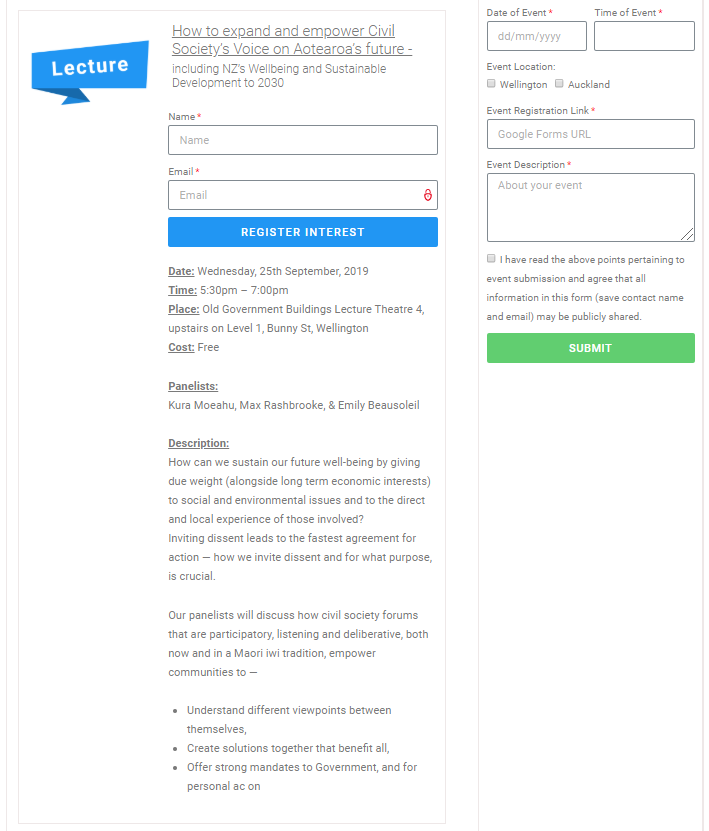 Lecture
How to expand and empower Civil
Society's Voice on Aotearoa's future -
including NZ's Wellbeing and Sustainable
Development to 2030
Name *
Name
Email *
Email
REGISTER INTEREST
Date: Wednesday, 25th September, 2019
Time: 5:30pm – 7:00pm
Place: Old Government Buildings Lecture Theatre 4,
upstairs on Level 1, Bunny St, Wellington
Cost: Free
Panelists:
Kura Moeahu, Max Rashbrooke, & Emily Beausoleil
Description:
How can we sustain our future well-being by giving
due weight (alongside long term economic interests)
to social and environmental issues and to the direct
and local experience of those involved?
Inviting dissent leads to the fastest agreement for
action — how we invite dissent and for what purpose,
is crucial.
Our panelists will discuss how civil society forums
that are participatory, listening and deliberative, both
now and in a Maori iwi tradition, empower
communities to —
• Understand different viewpoints between
themselves,
• Create solutions together that benefit all,
• Offer strong mandates to Government, and for
personal ac on
Date of Event * Time of Event *
dd/mm/yyyy
Event Location:
Wellington Auckland
Event Registration Link *
Google Forms URL
Event Description *
About your event
I have read the above points pertaining to
event submission and agree that all
information in this form (save contact name
and email) may be publicly shared.
SUBMIT